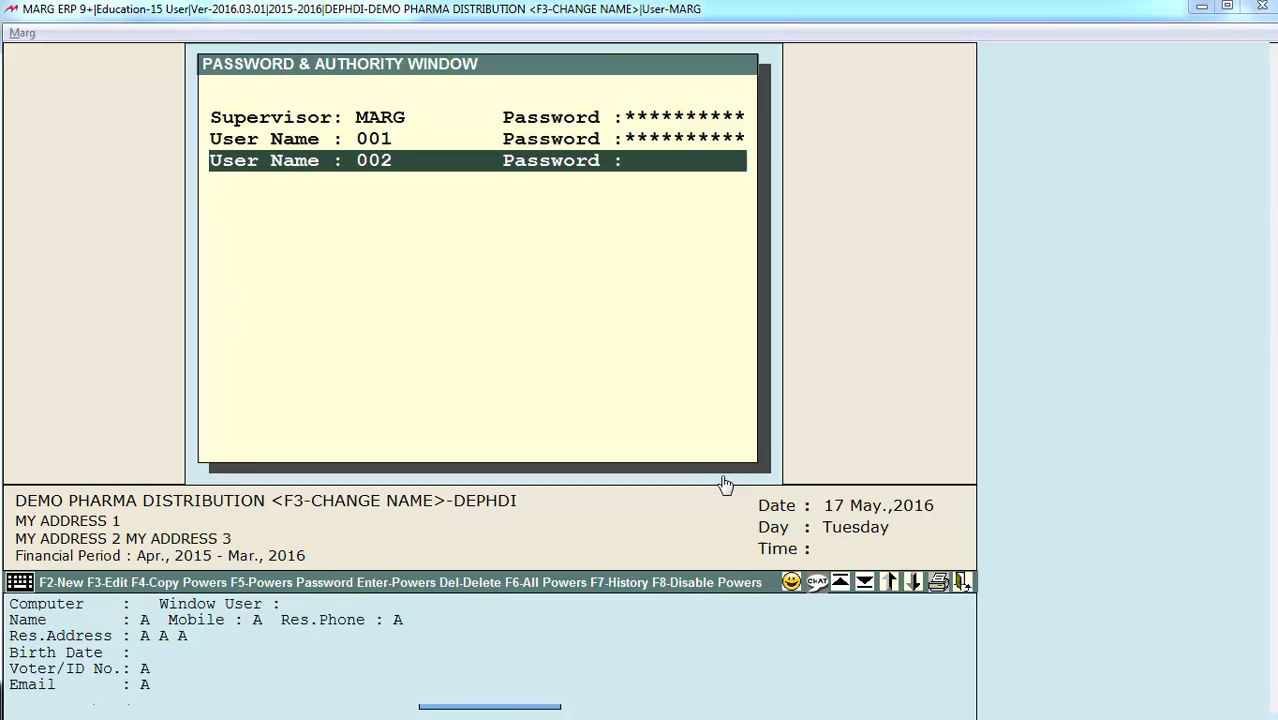 MARG ERP 9+|Education-15 User|Ver-2016.03.01|2015-2016|DEPHDI-DEMO PHARMA DISTRIBUTION <F3-CHANGE NAME>|User-MARG
Marg
PASSWORD & AUTHORITY WINDOW
Supervisor: MARG Password :**********
User Name : 001 Password :**********
User Name : 002 Password :
DEMO PHARMA DISTRIBUTION <F3-CHANGE NAME>-DEPHDI
MY ADDRESS 1
MY ADDRESS 2 MY ADDRESS 3
Financial Period : Apr., 2015 - Mar., 2016
Date : 17 May.,2016
Day : Tuesday
Time :
F2-New F3-Edit F4-Copy Powers F5-Powers Password Enter-Powers Del-Delete F6-All Powers F7-History F8-Disable Powers
CHAT
Computer : Window User :
Name : A Mobile : A Res.Phone : A
Res.Address : A A A
Birth Date :
Voter/ID No.: A
Email : A